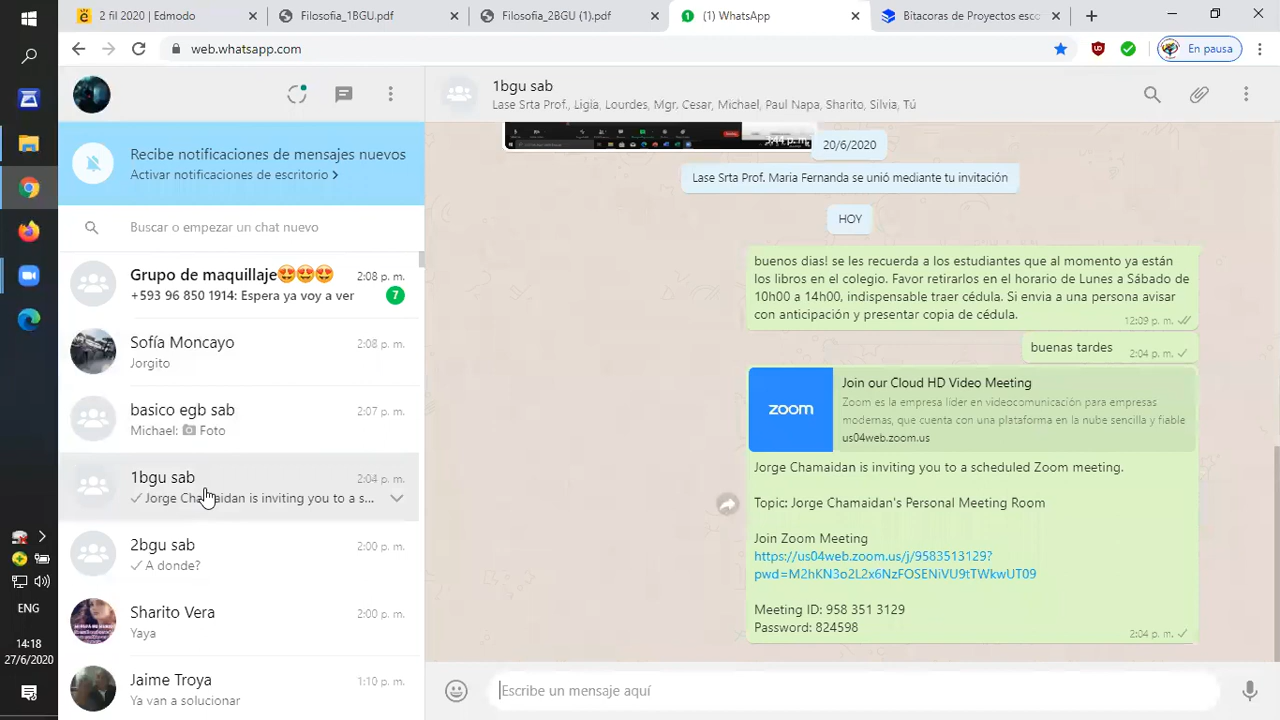 2 fil 2020 | Edmodo
Filosofia_1BGU.pdf
Filosofia_2BGU (1).pdf
(1) WhatsApp
Bitácoras de Proyectos esco
web.whatsapp.com
En pausa
1bgu sab
Lase Srta Prof., Ligia, Lourdes, Mgr, Cesar, Michael, Paul Napa, Sharito, Silvia, Tú
Recibe notificaciones de mensajes nuevos
Activar notificaciones de escritorio >
Buscar o empezar un chat nuevo
Grupo de maquillaje😍😍😍
2:08 p. m.
+593 96 850 1914: Espera ya voy a ver
7
Sofía Moncayo
2:08 p. m.
Jorgito
basico egb sab
2:07 p. m.
Michael: 📷 Foto
1bgu sab
2:04 p. m.
Jorge Chamaidan is inviting you to a s...
2bgu sab
2:00 p. m.
A donde?
Sharito Vera
2:00 p. m.
Yaya
Jaime Troya
1:10 p. m.
Ya van a solucionar
20/6/2020
Lase Srta Prof. Maria Fernanda se unió mediante tu invitación
HOY
buenos dias! se les recuerda a los estudiantes que al momento ya están
los libros en el colegio. Favor retirarlos en el horario de Lunes a Sábado de
10h00 a 14h00, indispensable traer cédula. Si envia a una persona avisar
con anticipación y presentar copia de cédula.
12:09 p. m.
buenas tardes
2:04 p. m.
zoom
Join our Cloud HD Video Meeting
Zoom es la empresa líder en videocomunicación para empresas
modernas, que cuenta con una plataforma en la nube sencilla y fiable
us04web.zoom.us
Jorge Chamaidan is inviting you to a scheduled Zoom meeting.
Topic: Jorge Chamaidan's Personal Meeting Room
Join Zoom Meeting
https://us04web.zoom.us/j/9583513129?
pwd=M2hKN3o2L2x6NzFOSENiVU9tTWkwUT09
Meeting ID: 958 351 3129
Password: 824598
2:04 p. m.
Escribe un mensaje aquí
ENG
14:18
27/6/2020